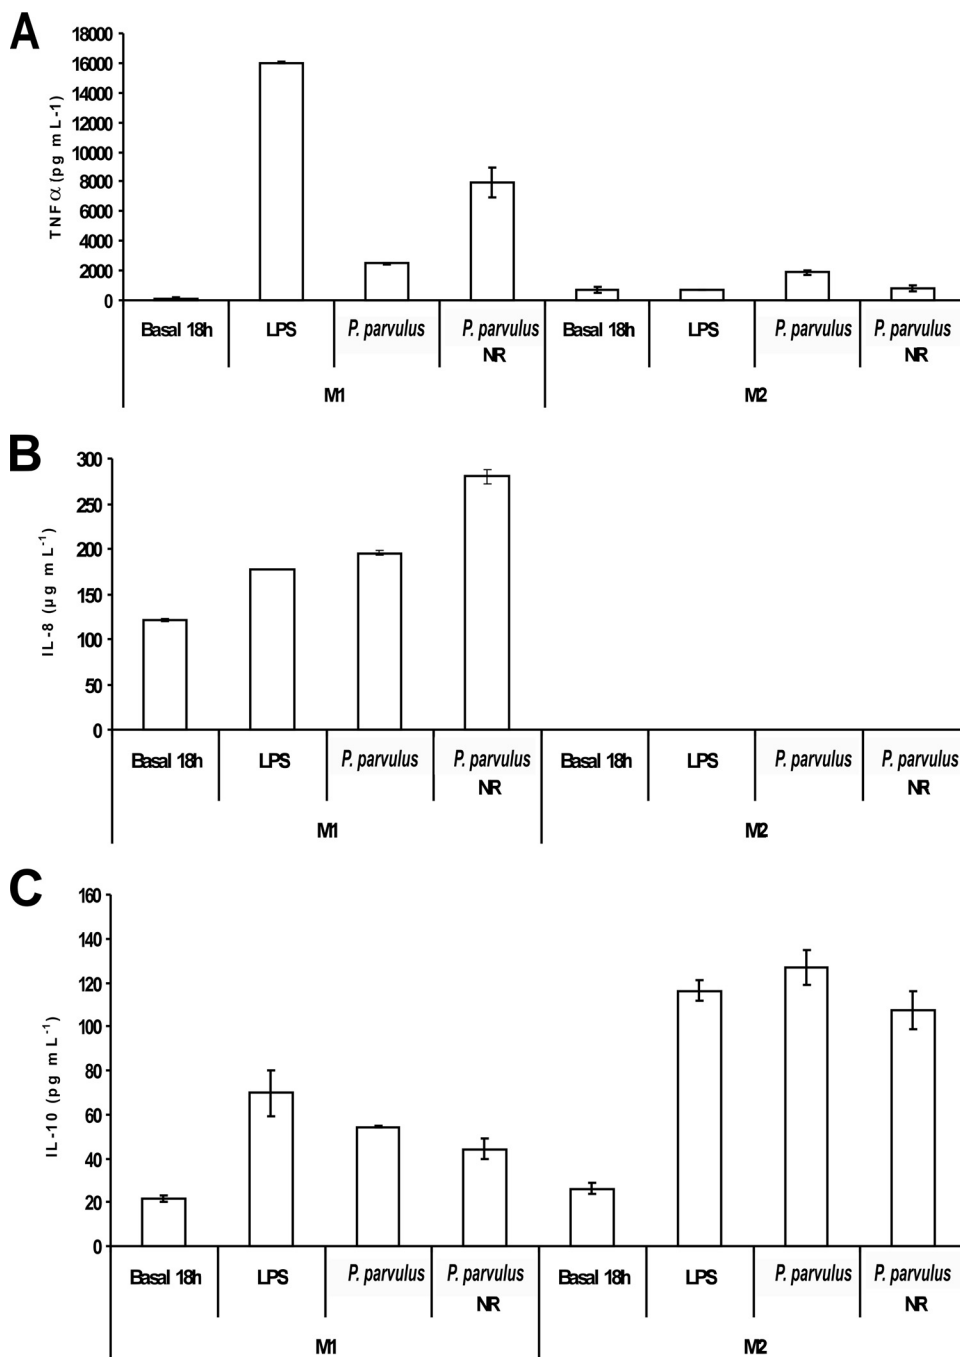 A
18000
16000
14000
12000
10000
8000
6000
4000
2000
0
TNFα (pg mL-1)
Basal 18h LPS P. parvulus P. parvulus Basal 18h LPS P. parvulus P. parvulus
NR NR
M1 M2
B
300
250
200
150
100
50
0
IL-8 (µg mL-1)
Basal 18h LPS P. parvulus P. parvulus Basal 18h LPS P. parvulus P. parvulus
NR NR
M1 M2
C
160
140
120
100
80
60
40
20
0
IL-10 (pg mL-1)
Basal 18h LPS P. parvulus P. parvulus Basal 18h LPS P. parvulus P. parvulus
NR NR
M1 M2